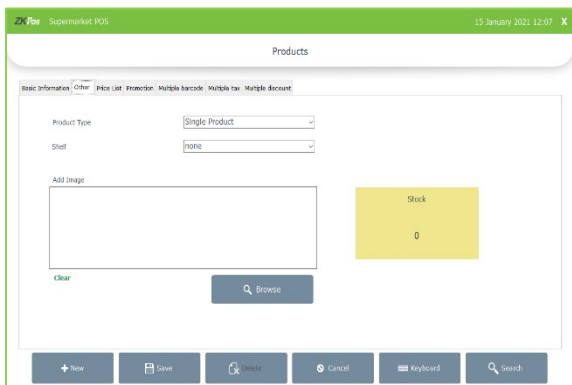 ZKPos Supermarket POS 15 January 2021 12:07 X
Products
Basic Information Other Price List Promotion Multiple barcode Multiple tax Multiple discount
Product Type Single Product
Shelf none
Add Image
Stock
0
Clear
Browse
New Save Delete Cancel Keyboard Search